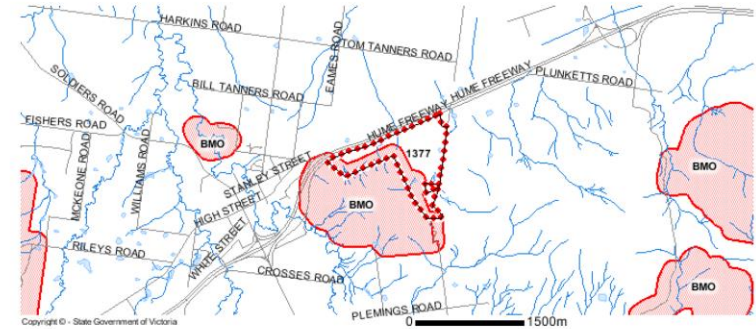 HARKINS ROAD
TOM TANNERS ROAD
EAMES ROAD
SOLDIERS ROAD
BILL TANNERS ROAD
HUME FREEWAY HUME FREEWAY
PLUNKETTS ROAD
FISHERS ROAD
BMO
MCKEONE ROAD
WILLIAMS ROAD
STANLEY STREET
1377
BMO
HIGH STREET
BMO
RILEYS ROAD
WHITE STREET
CROSSES ROAD
BMO
PLEMINGS ROAD
Copyright © - State Government of Victoria
0 1500m